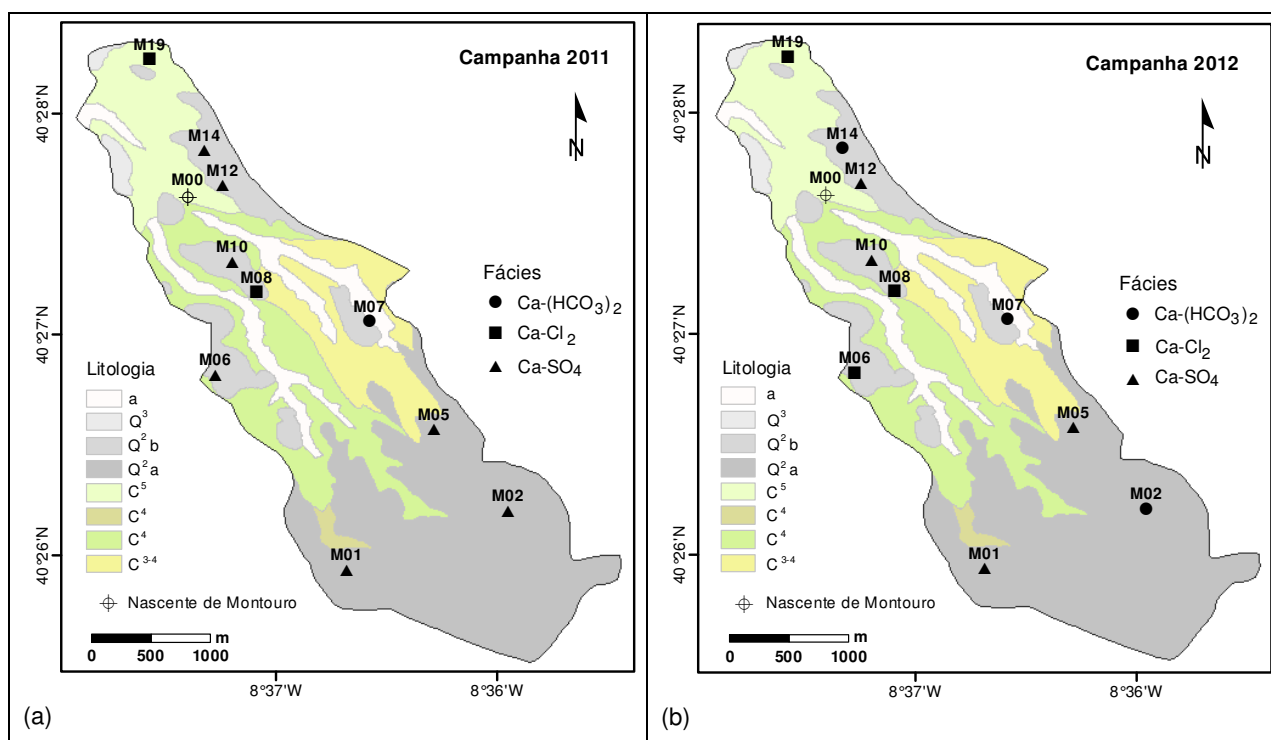 Campanha 2011
N
M19
M14
M12
M00
M10
M08
M07
M06
M05
M02
M01
Fácies
Ca-(HCO3)2
Ca-Cl2
Ca-SO4
Litologia
a
Q3
Q2 b
Q2 a
C5
C4
C4
C3-4
Nascente de Montouro
m
0 500 1000
40°28'N
40°27'N
40°26'N
8°37'W 8°36'W
(a)
Campanha 2012
N
M19
M14
M12
M00
M10
M08
M07
M06
M05
M02
M01
Fácies
Ca-(HCO3)2
Ca-Cl2
Ca-SO4
Litologia
a
Q3
Q2 b
Q2 a
C5
C4
C4
C3-4
Nascente de Montouro
m
0 500 1000
40°28'N
40°27'N
40°26'N
8°37'W 8°36'W
(b)